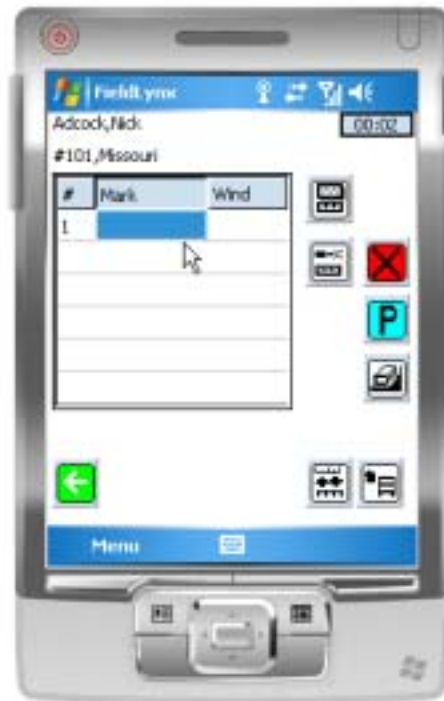 FieldLynx
Adcock,Nick 00:02
#101,Missouri
# Mark Wind
1
P
Menu